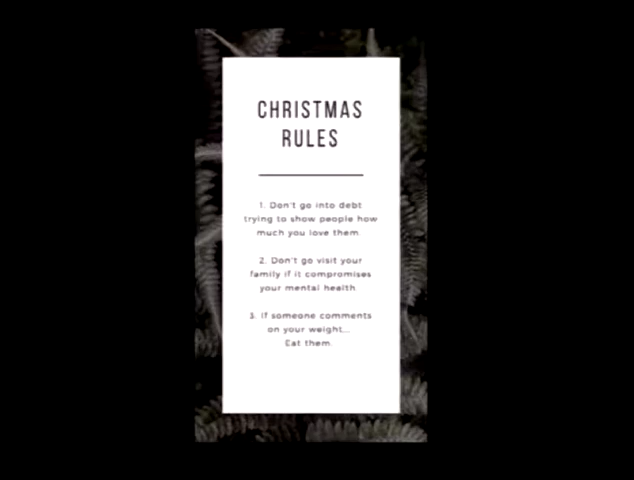 CHRISTMAS
RULES
1. Don't go into debt
trying to show people how
much you love them.
2. Don't go visit your
family if it compromises
your mental health.
3. If someone comments
on your weight...
Eat them.